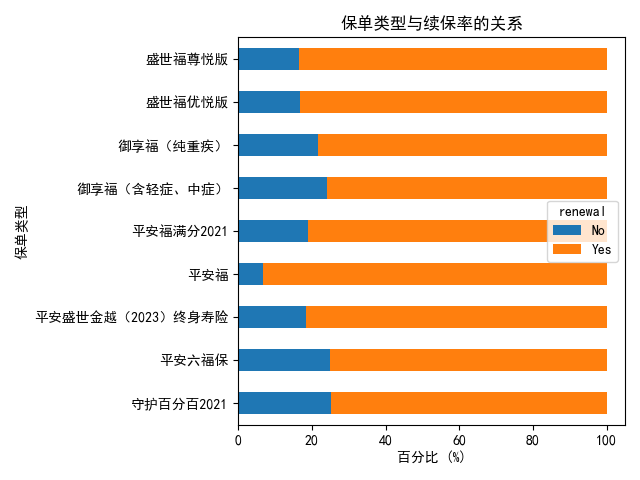 保单类型与续保率的关系
保单类型
盛世福尊悦版
盛世福优悦版
御享福（纯重疾）
御享福（含轻症、中症）
平安福满分2021
平安福
平安盛世金越（2023）终身寿险
平安六福保
守护百分百2021
renewal
No
Yes
0 20 40 60 80 100
百分比 (%)